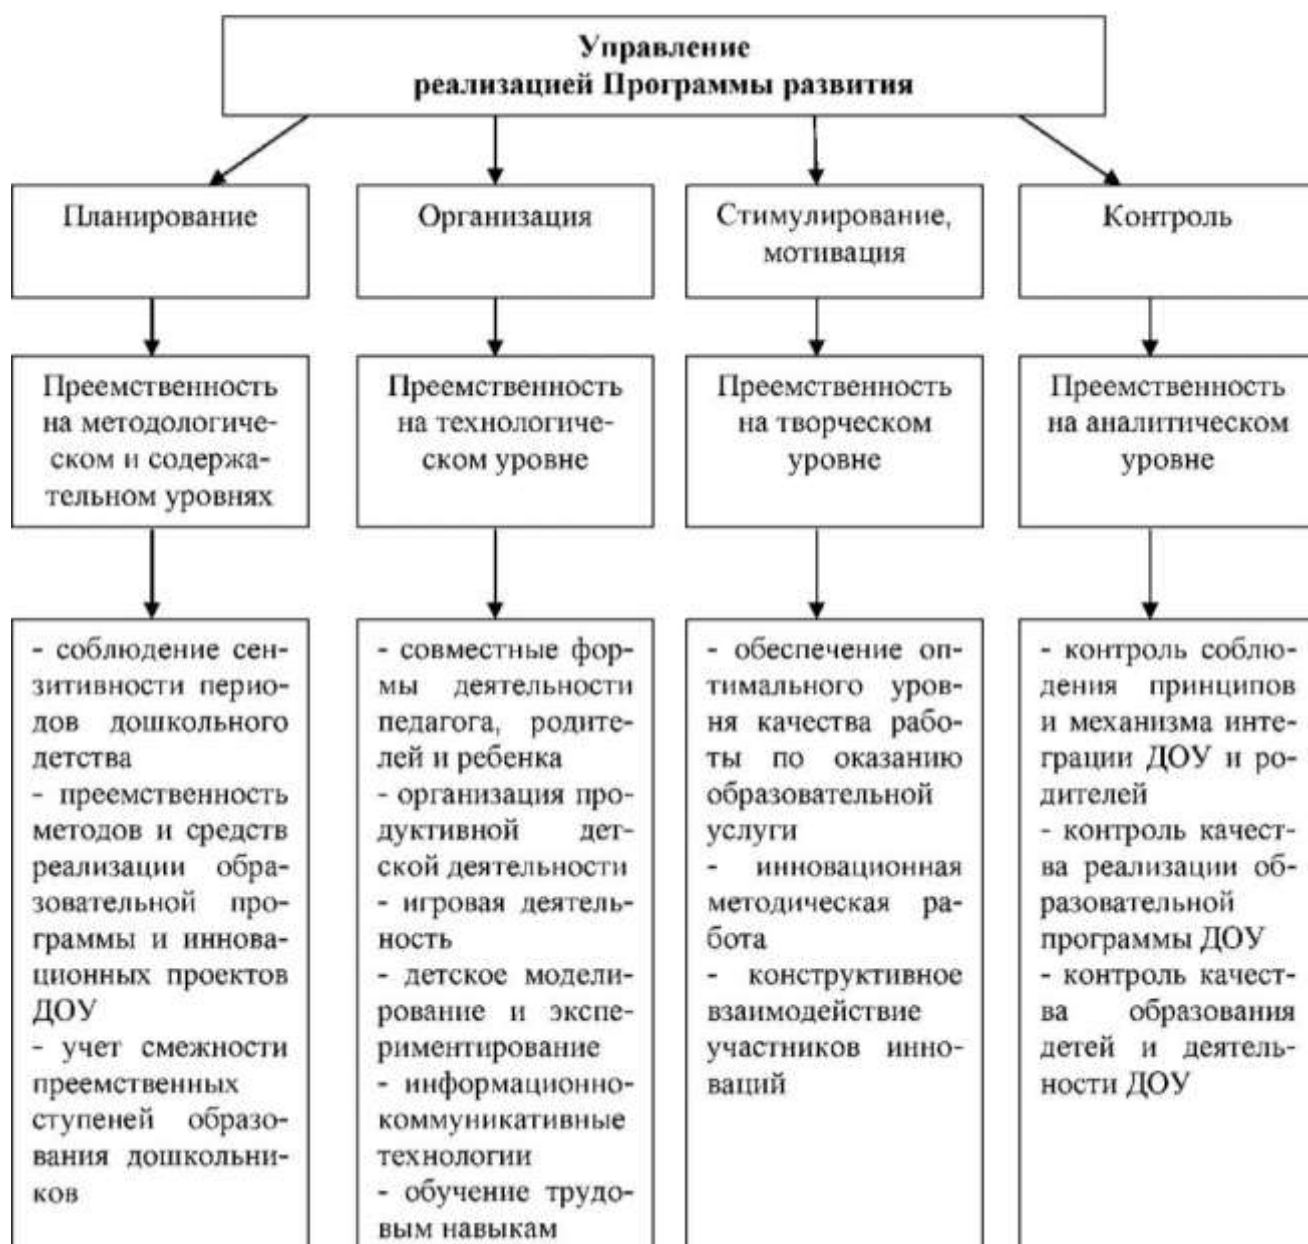 Управление
реализацией Программы развития
Планирование
Организация
Стимулирование,
мотивация
Контроль
Преемственность
на методологиче-
ском и содержа-
тельном уровнях
Преемственность
на технологиче-
ском уровне
Преемственность
на творческом
уровне
Преемственность
на аналитическом
уровне
- соблюдение сен-
зитивности перио-
дов дошкольного
детства
- преемственность
методов и средств
реализации обра-
зовательной про-
граммы и иннова-
ционных проектов
ДОУ
- учет смежности
преемственных
ступеней образо-
вания дошкольни-
ков
- совместные фор-
мы деятельности
педагога, родите-
лей и ребенка
- организация про-
дуктивной дет-
ской деятельности
- игровая деятель-
ность
- детское модели-
рование и экспе-
риментирование
- информационно-
коммуникативные
технологии
- обучение трудо-
вым навыкам
- обеспечение оп-
тимального уров-
ня качества рабо-
ты по оказанию
образовательной
услуги
- инновационная
методическая ра-
бота
- конструктивное
взаимодействие
участников инно-
ваций
- контроль соблю-
дения принципов
и механизма инте-
грации ДОУ и ро-
дителей
- контроль качест-
ва реализации об-
разовательной
программы ДОУ
- контроль качест-
ва образования
детей и деятель-
ности ДОУ